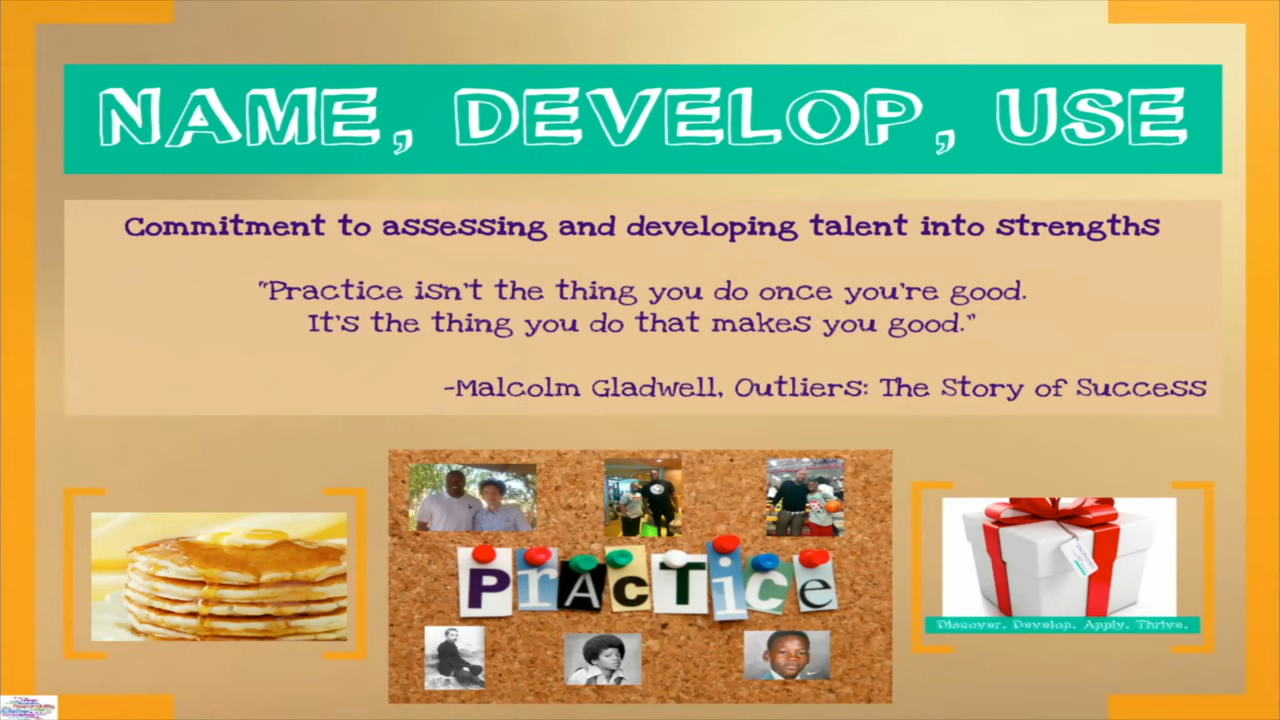 NAME, DEVELOP, USE
Commitment to assessing and developing talent into strengths
"Practice isn't the thing you do once you're good.
It's the thing you do that makes you good."
-Malcolm Gladwell, Outliers: The Story of Success
PrAcTice
Discover. Develop. Apply. Thrive.